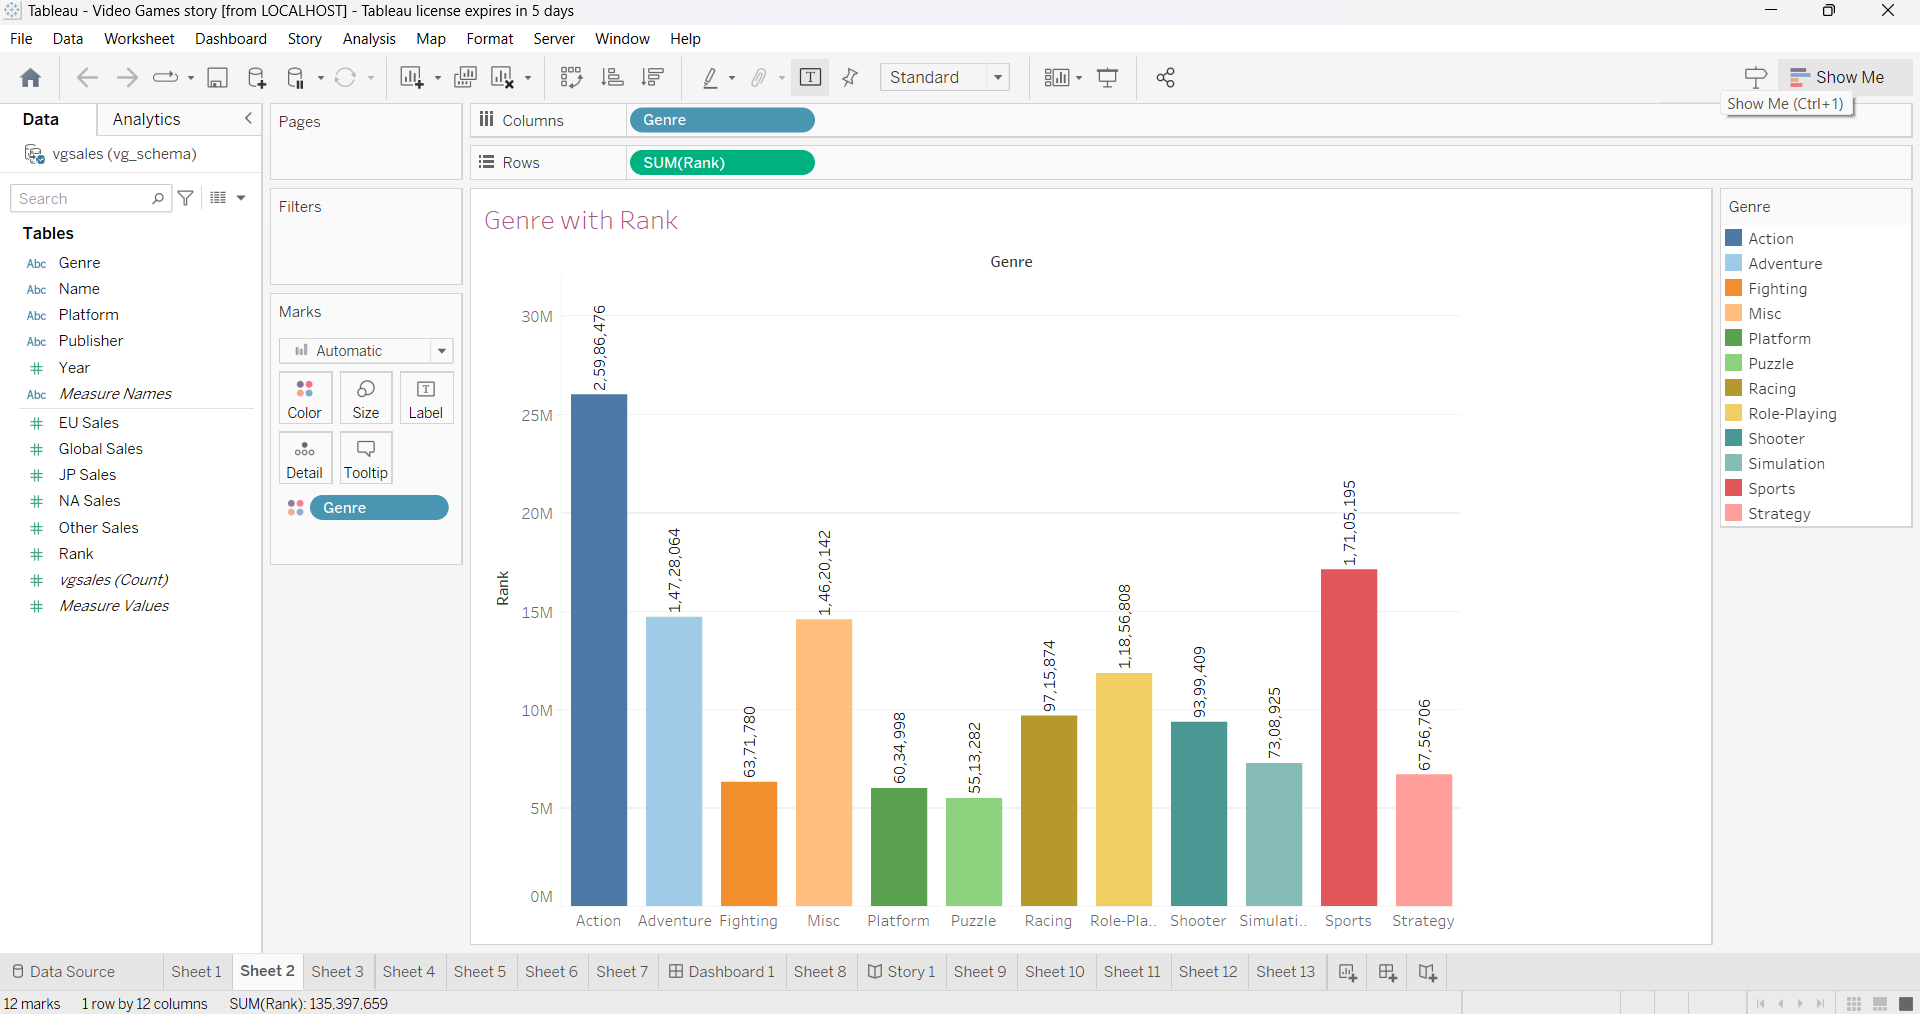 Tableau - Video Games story [from LOCALHOST] - Tableau license expires in 5 days
File Data Worksheet Dashboard Story Analysis Map Format Server Window Help
Standard
Show Me
Show Me (Ctrl+1)
Data Analytics
vgsales (vg_schema)
Search
Tables
Abc Genre
Abc Name
Abc Platform
Abc Publisher
# Year
Abc Measure Names
# EU Sales
# Global Sales
# JP Sales
# NA Sales
# Other Sales
# Rank
# vgsales (Count)
# Measure Values
Pages
Filters
Marks
Automatic
Color Size Label
Detail Tooltip
Genre
Columns Genre
Rows SUM(Rank)
Genre with Rank
Genre
30M
25M
20M
15M
10M
5M
0M
Rank
2,59,86,476
1,47,28,064
63,71,780
1,46,20,142
60,34,998
55,13,282
97,15,874
1,18,56,808
93,99,409
73,08,925
1,71,05,195
67,56,706
Action Adventure Fighting Misc Platform Puzzle Racing Role-Pla.. Shooter Simulati.. Sports Strategy
Genre
Action
Adventure
Fighting
Misc
Platform
Puzzle
Racing
Role-Playing
Shooter
Simulation
Sports
Strategy
Data Source Sheet 1 Sheet 2 Sheet 3 Sheet 4 Sheet 5 Sheet 6 Sheet 7 Dashboard 1 Sheet 8 Story 1 Sheet 9 Sheet 10 Sheet 11 Sheet 12 Sheet 13
12 marks 1 row by 12 columns SUM(Rank): 135,397,659